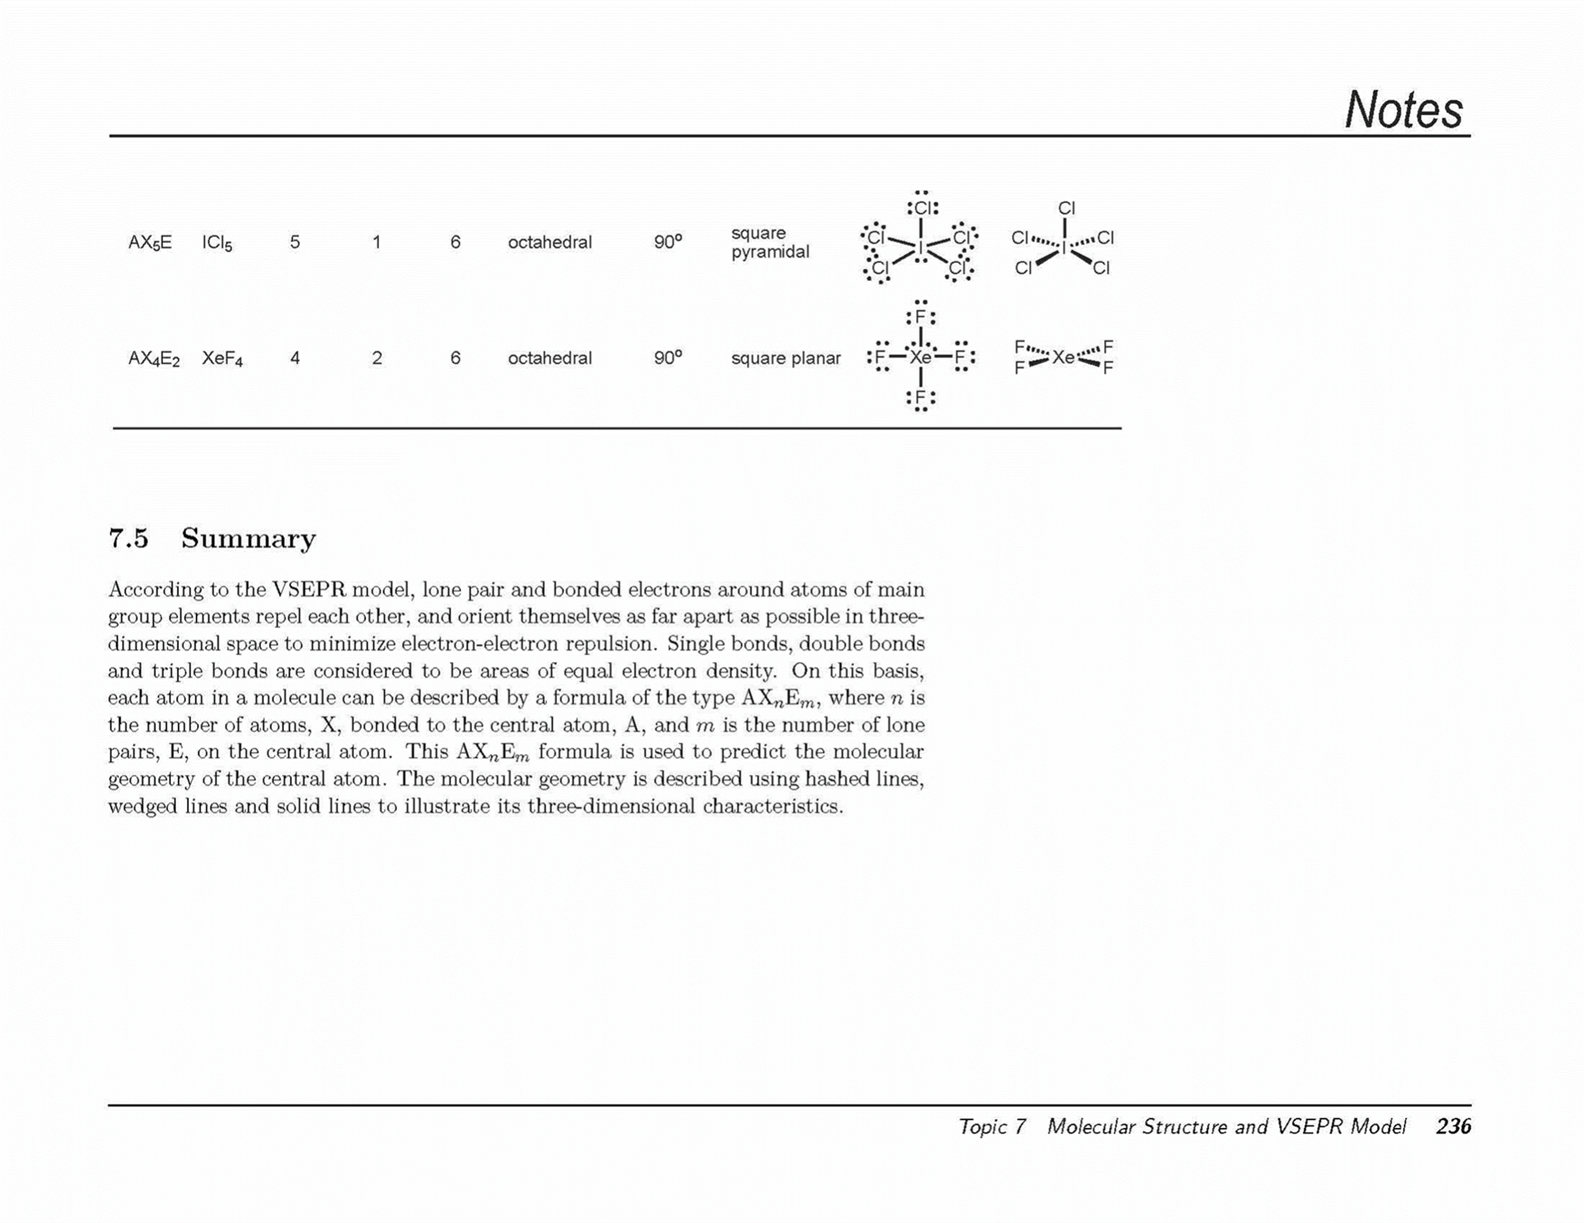 Notes
AX₅E ICl₅ 5 1 6 octahedral 90° square pyramidal :Cl: Cl Cl Cl Cl I Cl Cl Cl Cl Cl I
AX₄E₂ XeF₄ 4 2 6 octahedral 90° square planar :F: :F—Xe—F: :F: F F Xe F F
7.5 Summary
According to the VSEPR model, lone pair and bonded electrons around atoms of main
group elements repel each other, and orient themselves as far apart as possible in three-
dimensional space to minimize electron-electron repulsion. Single bonds, double bonds
and triple bonds are considered to be areas of equal electron density. On this basis,
each atom in a molecule can be described by a formula of the type AXₙEₘ, where n is
the number of atoms, X, bonded to the central atom, A, and m is the number of lone
pairs, E, on the central atom. This AXₙEₘ formula is used to predict the molecular
geometry of the central atom. The molecular geometry is described using hashed lines,
wedged lines and solid lines to illustrate its three-dimensional characteristics.
Topic 7 Molecular Structure and VSEPR Model 236